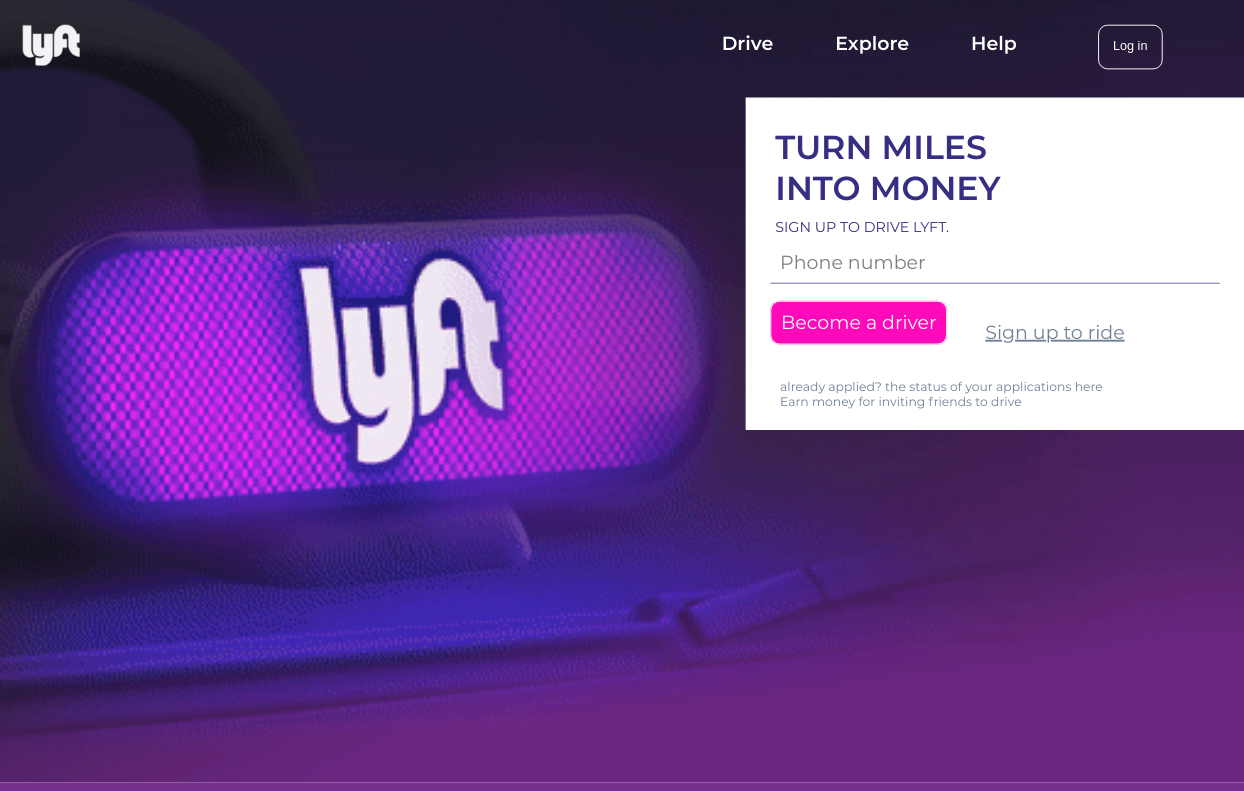 lyft
Drive
Explore
Help
Log in
TURN MILES
INTO MONEY
SIGN UP TO DRIVE LYFT.
Phone number
Become a driver
Sign up to ride
already applied? the status of your applications here
Earn money for inviting friends to drive
lyft